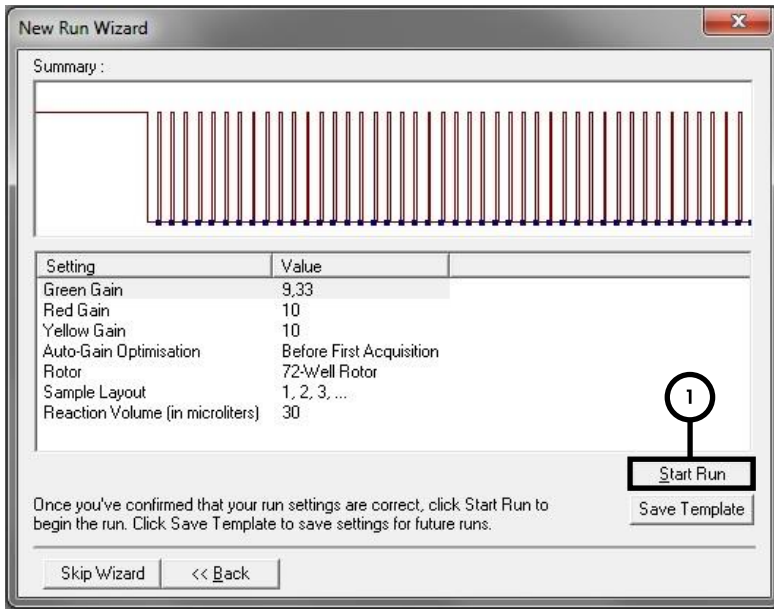 New Run Wizard
Summary :
Setting Value
Green Gain 9,33
Red Gain 10
Yellow Gain 10
Auto-Gain Optimisation Before First Acquisition
Rotor 72-Well Rotor
Sample Layout 1, 2, 3, ...
Reaction Volume (in microliters) 30
1
Start Run
Once you've confirmed that your run settings are correct, click Start Run to
begin the run. Click Save Template to save settings for future runs.
Save Template
Skip Wizard << Back